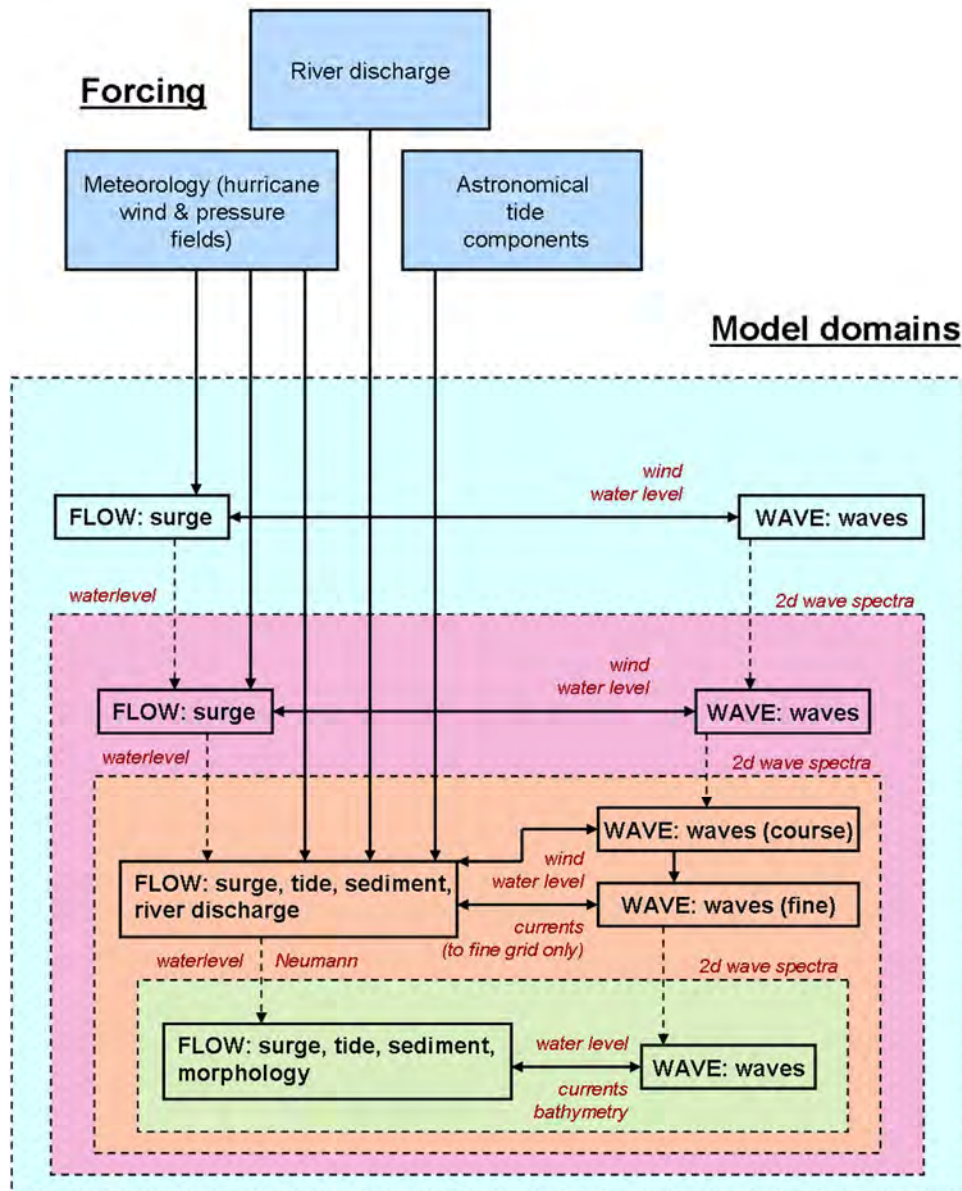 River discharge
Forcing
Meteorology (hurricane
wind & pressure
fields)
Astronomical
tide
components
Model domains
wind
water level
FLOW: surge
WAVE: waves
waterlevel
2d wave spectra
wind
water level
FLOW: surge
WAVE: waves
waterlevel
2d wave spectra
WAVE: waves (course)
wind
water level
FLOW: surge, tide, sediment,
river discharge
WAVE: waves (fine)
currents
(to fine grid only)
waterlevel
Neumann
2d wave spectra
FLOW: surge, tide, sediment,
morphology
water level
WAVE: waves
currents
bathymetry